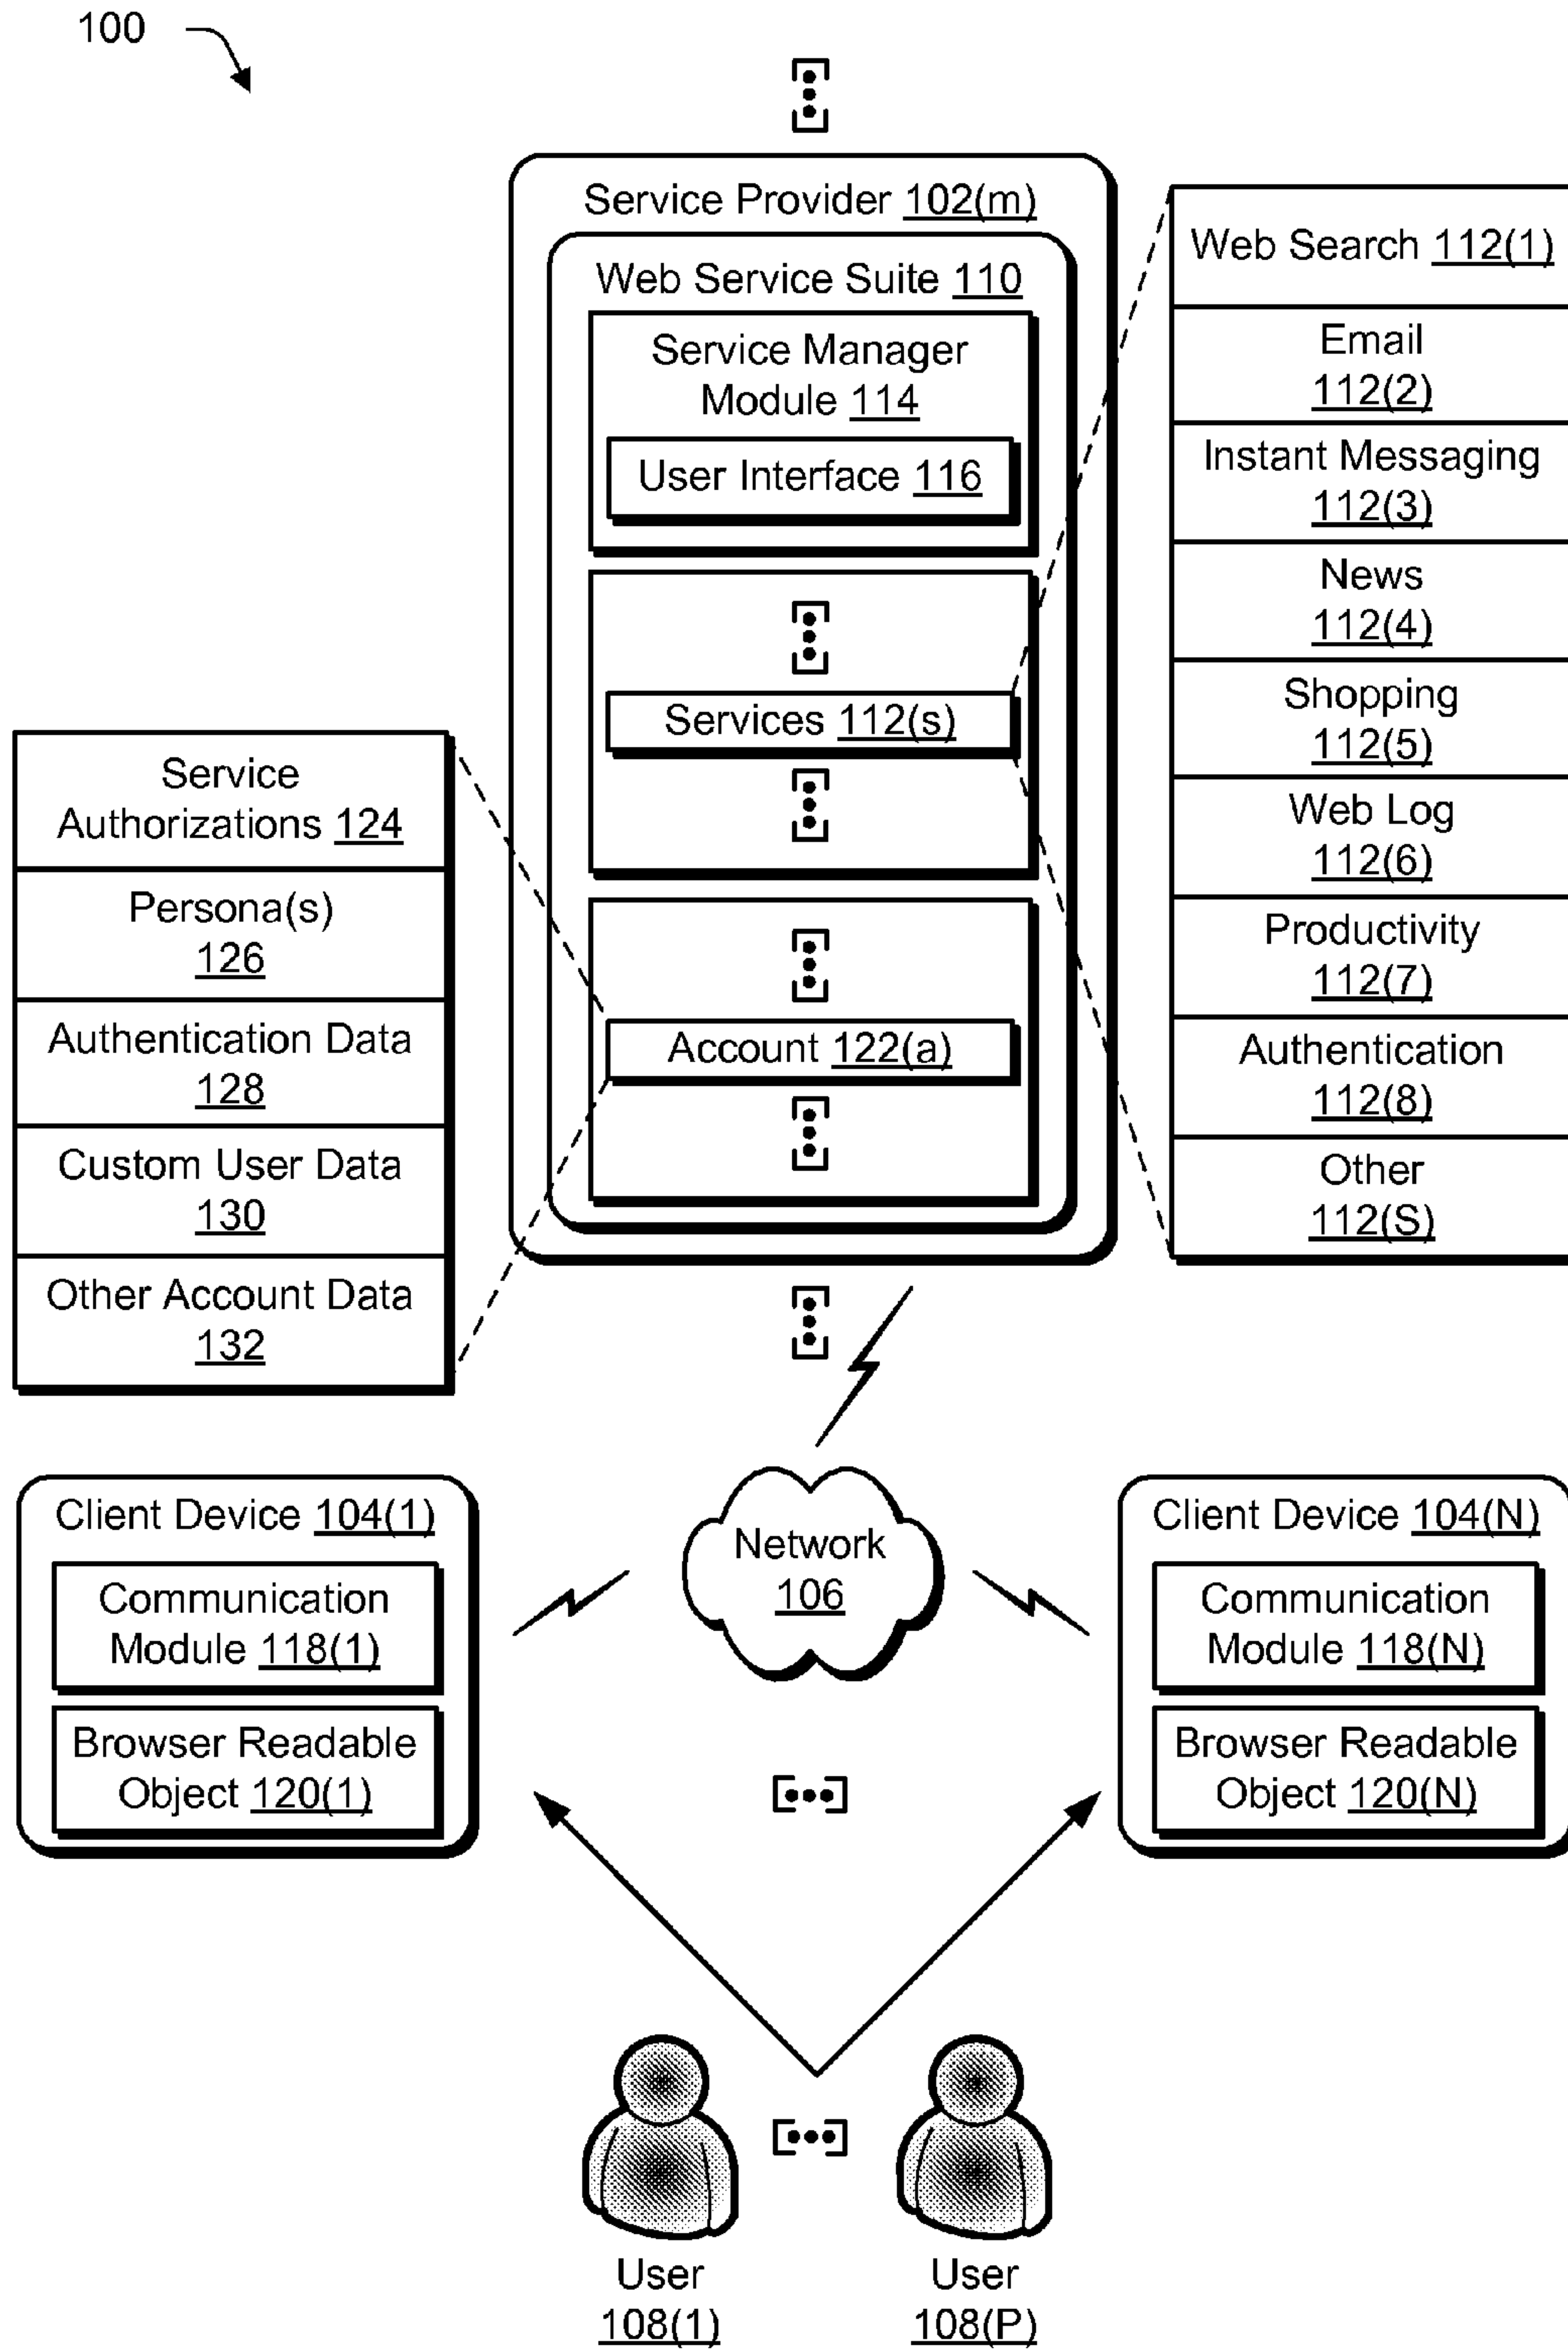 100
Service Provider 102(m)
Web Service Suite 110
Service Manager
Module 114
User Interface 116
Services 112(s)
Account 122(a)
Web Search 112(1)
Email
112(2)
Instant Messaging
112(3)
News
112(4)
Shopping
112(5)
Web Log
112(6)
Productivity
112(7)
Authentication
112(8)
Other
112(S)
Service
Authorizations 124
Persona(s)
126
Authentication Data
128
Custom User Data
130
Other Account Data
132
Client Device 104(1)
Communication
Module 118(1)
Browser Readable
Object 120(1)
Network
106
Client Device 104(N)
Communication
Module 118(N)
Browser Readable
Object 120(N)
User
108(1)
User
108(P)